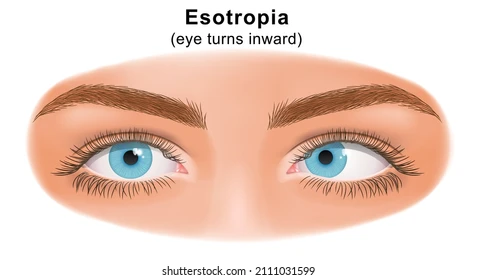 Esotropia
(eye turns inward)
shutterstock.com · 2111031599